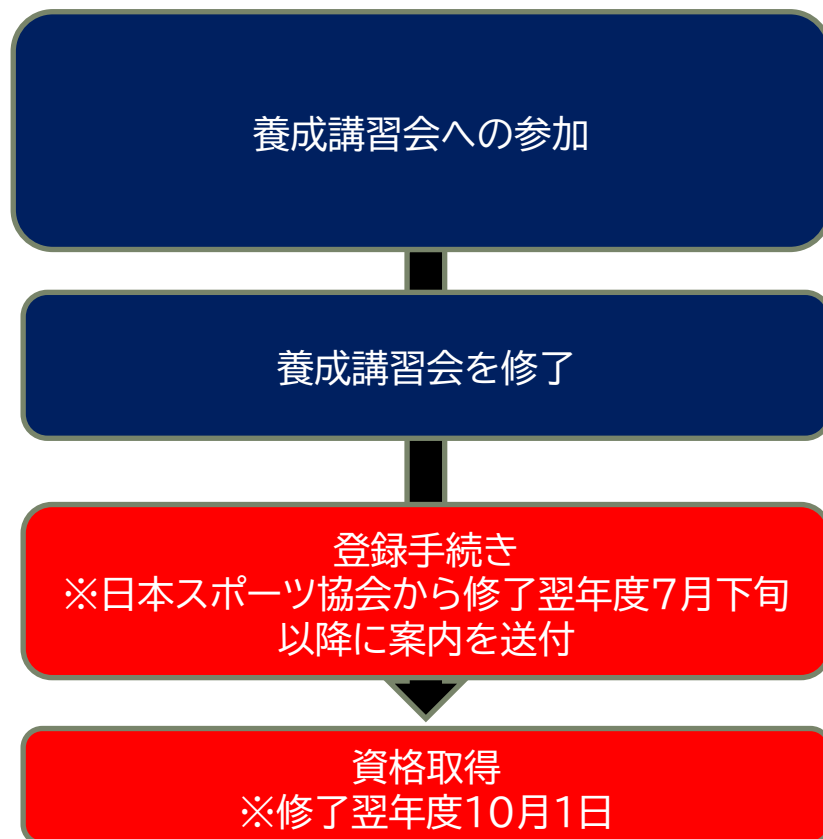 養成講習会への参加
養成講習会を修了
登録手続き
※日本スポーツ協会から修了翌年度7月下旬
以降に案内を送付
資格取得
※修了翌年度10月1日